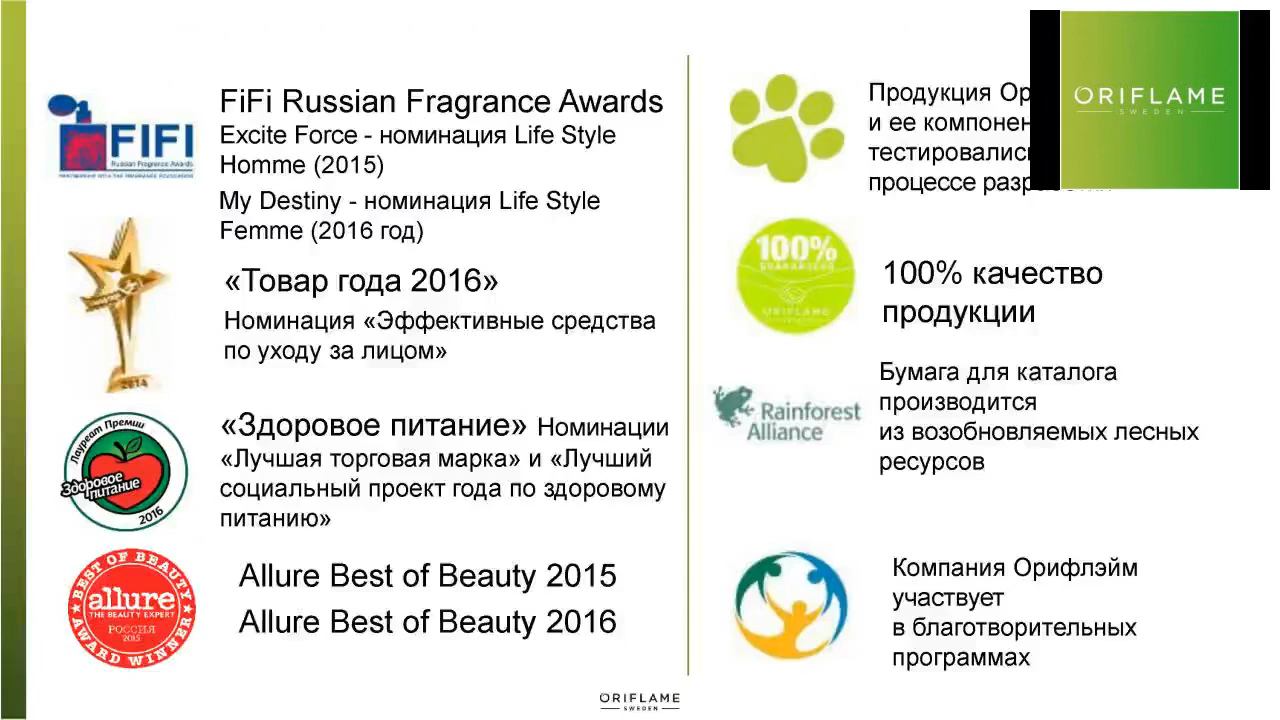 FIFI
Russian Fragrance Awards
FiFi Russian Fragrance Awards
Excite Force - номинация Life Style
Homme (2015)
My Destiny - номинация Life Style
Femme (2016 год)
2014
«Товар года 2016»
Номинация «Эффективные средства
по уходу за лицом»
Лауреат Премии
Здоровое
питание
2016
«Здоровое питание» Номинации
«Лучшая торговая марка» и «Лучший
социальный проект года по здоровому
питанию»
BEST OF BEAUTY
allure
THE BEAUTY EXPERT
РОССИЯ
2015
AWARD WINNER
Allure Best of Beauty 2015
Allure Best of Beauty 2016
Продукция
и ее
процессе
ORIFLAME
SWEDEN
100%
GUARANTEED
ORIFLAME
100% качество
продукции
Rainforest
Alliance
Бумага для каталога
производится
из возобновляемых лесных
ресурсов
Компания Орифлэйм
участвует
в благотворительных
программах
ORIFLAME
SWEDEN